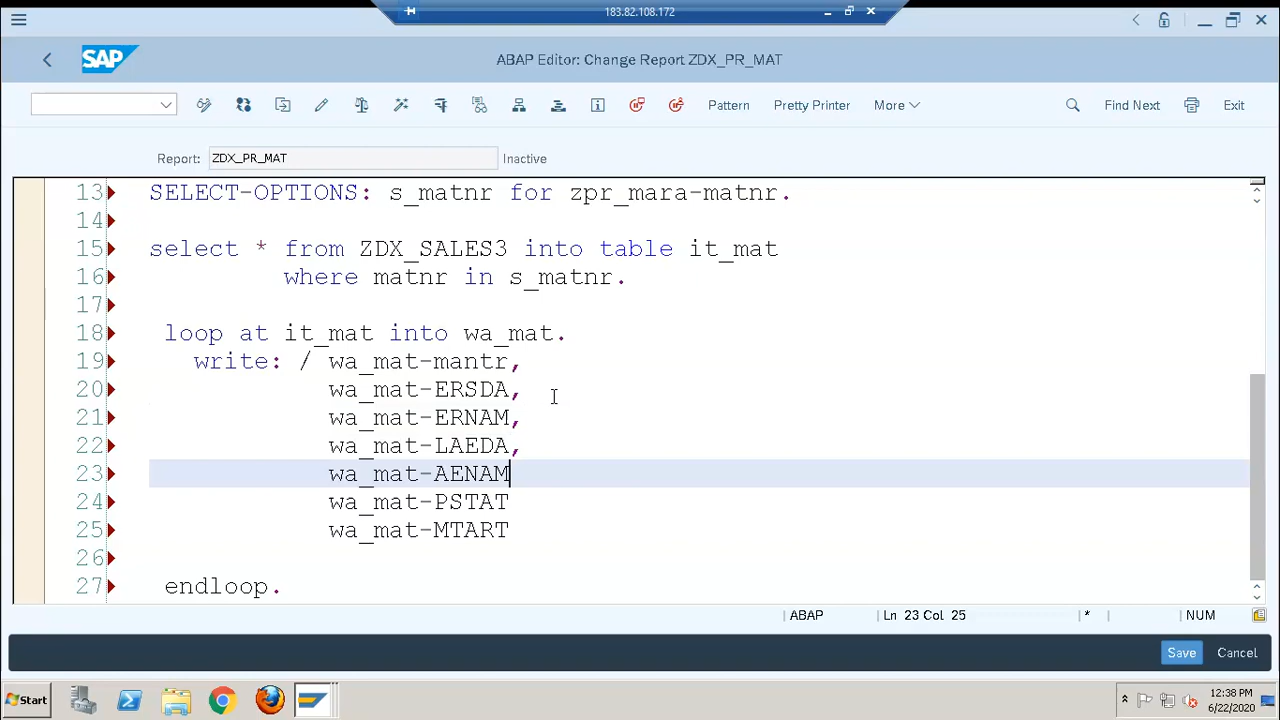 183.82.108.172
SAP
ABAP Editor: Change Report ZDX_PR_MAT
Pattern Pretty Printer More Find Next Exit
Report: ZDX_PR_MAT Inactive
13 SELECT-OPTIONS: s_matnr for zpr_mara-matnr.
14
15 select * from ZDX_SALES3 into table it_mat
16 where matnr in s_matnr.
17
18 loop at it_mat into wa_mat.
19 write: / wa_mat-mantr,
20 wa_mat-ERSDA,
21 wa_mat-ERNAM,
22 wa_mat-LAEDA,
23 wa_mat-AENAM
24 wa_mat-PSTAT
25 wa_mat-MTART
26
27 endloop.
ABAP Ln 23 Col 25 * NUM
Save Cancel
Start
12:38 PM
6/22/2020